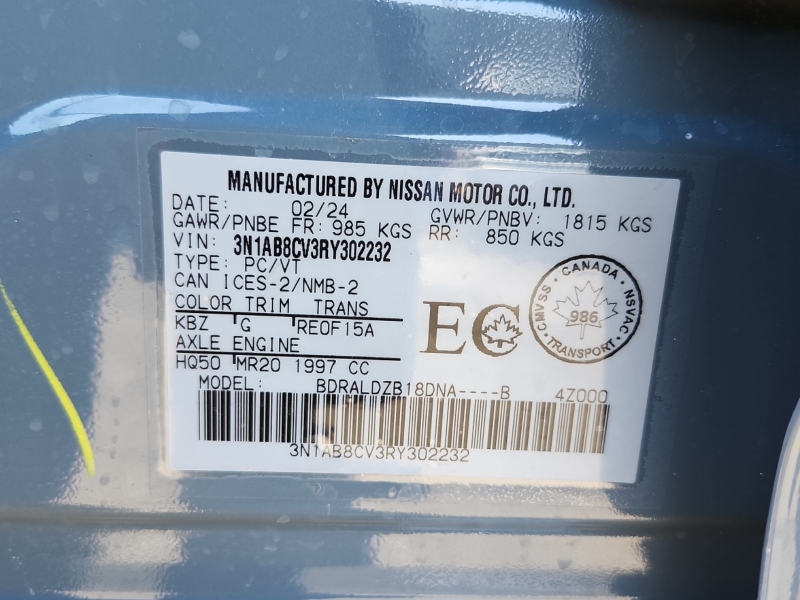 MANUFACTURED BY NISSAN MOTOR CO., LTD.
DATE: 02/24 GVWR/PNBV: 1815 KGS
GAWR/PNBE FR: 985 KGS RR: 850 KGS
VIN: 3N1AB8CV3RY302232
TYPE: PC/VT
CAN ICES-2/NMB-2
COLOR TRIM TRANS
KBZ G RE0F15A
AXLE ENGINE
HQ50 MR20 1997 CC
EC
CANADA
CMVSS 986 NSVAC
TRANSPORT
MODEL: BDRALDZB18DNA----B 4Z000
3N1AB8CV3RY302232